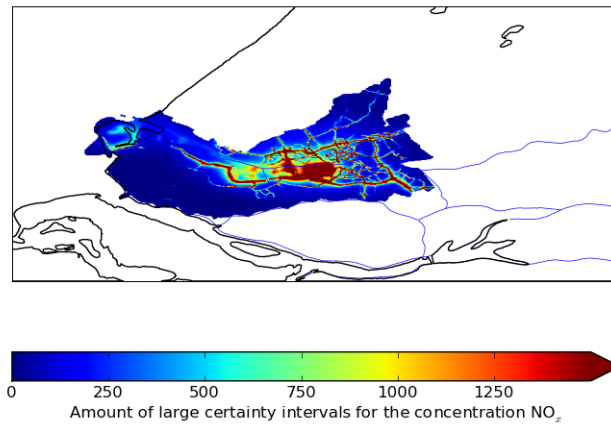 0 250 500 750 1000 1250
Amount of large certainty intervals for the concentration NOₓ